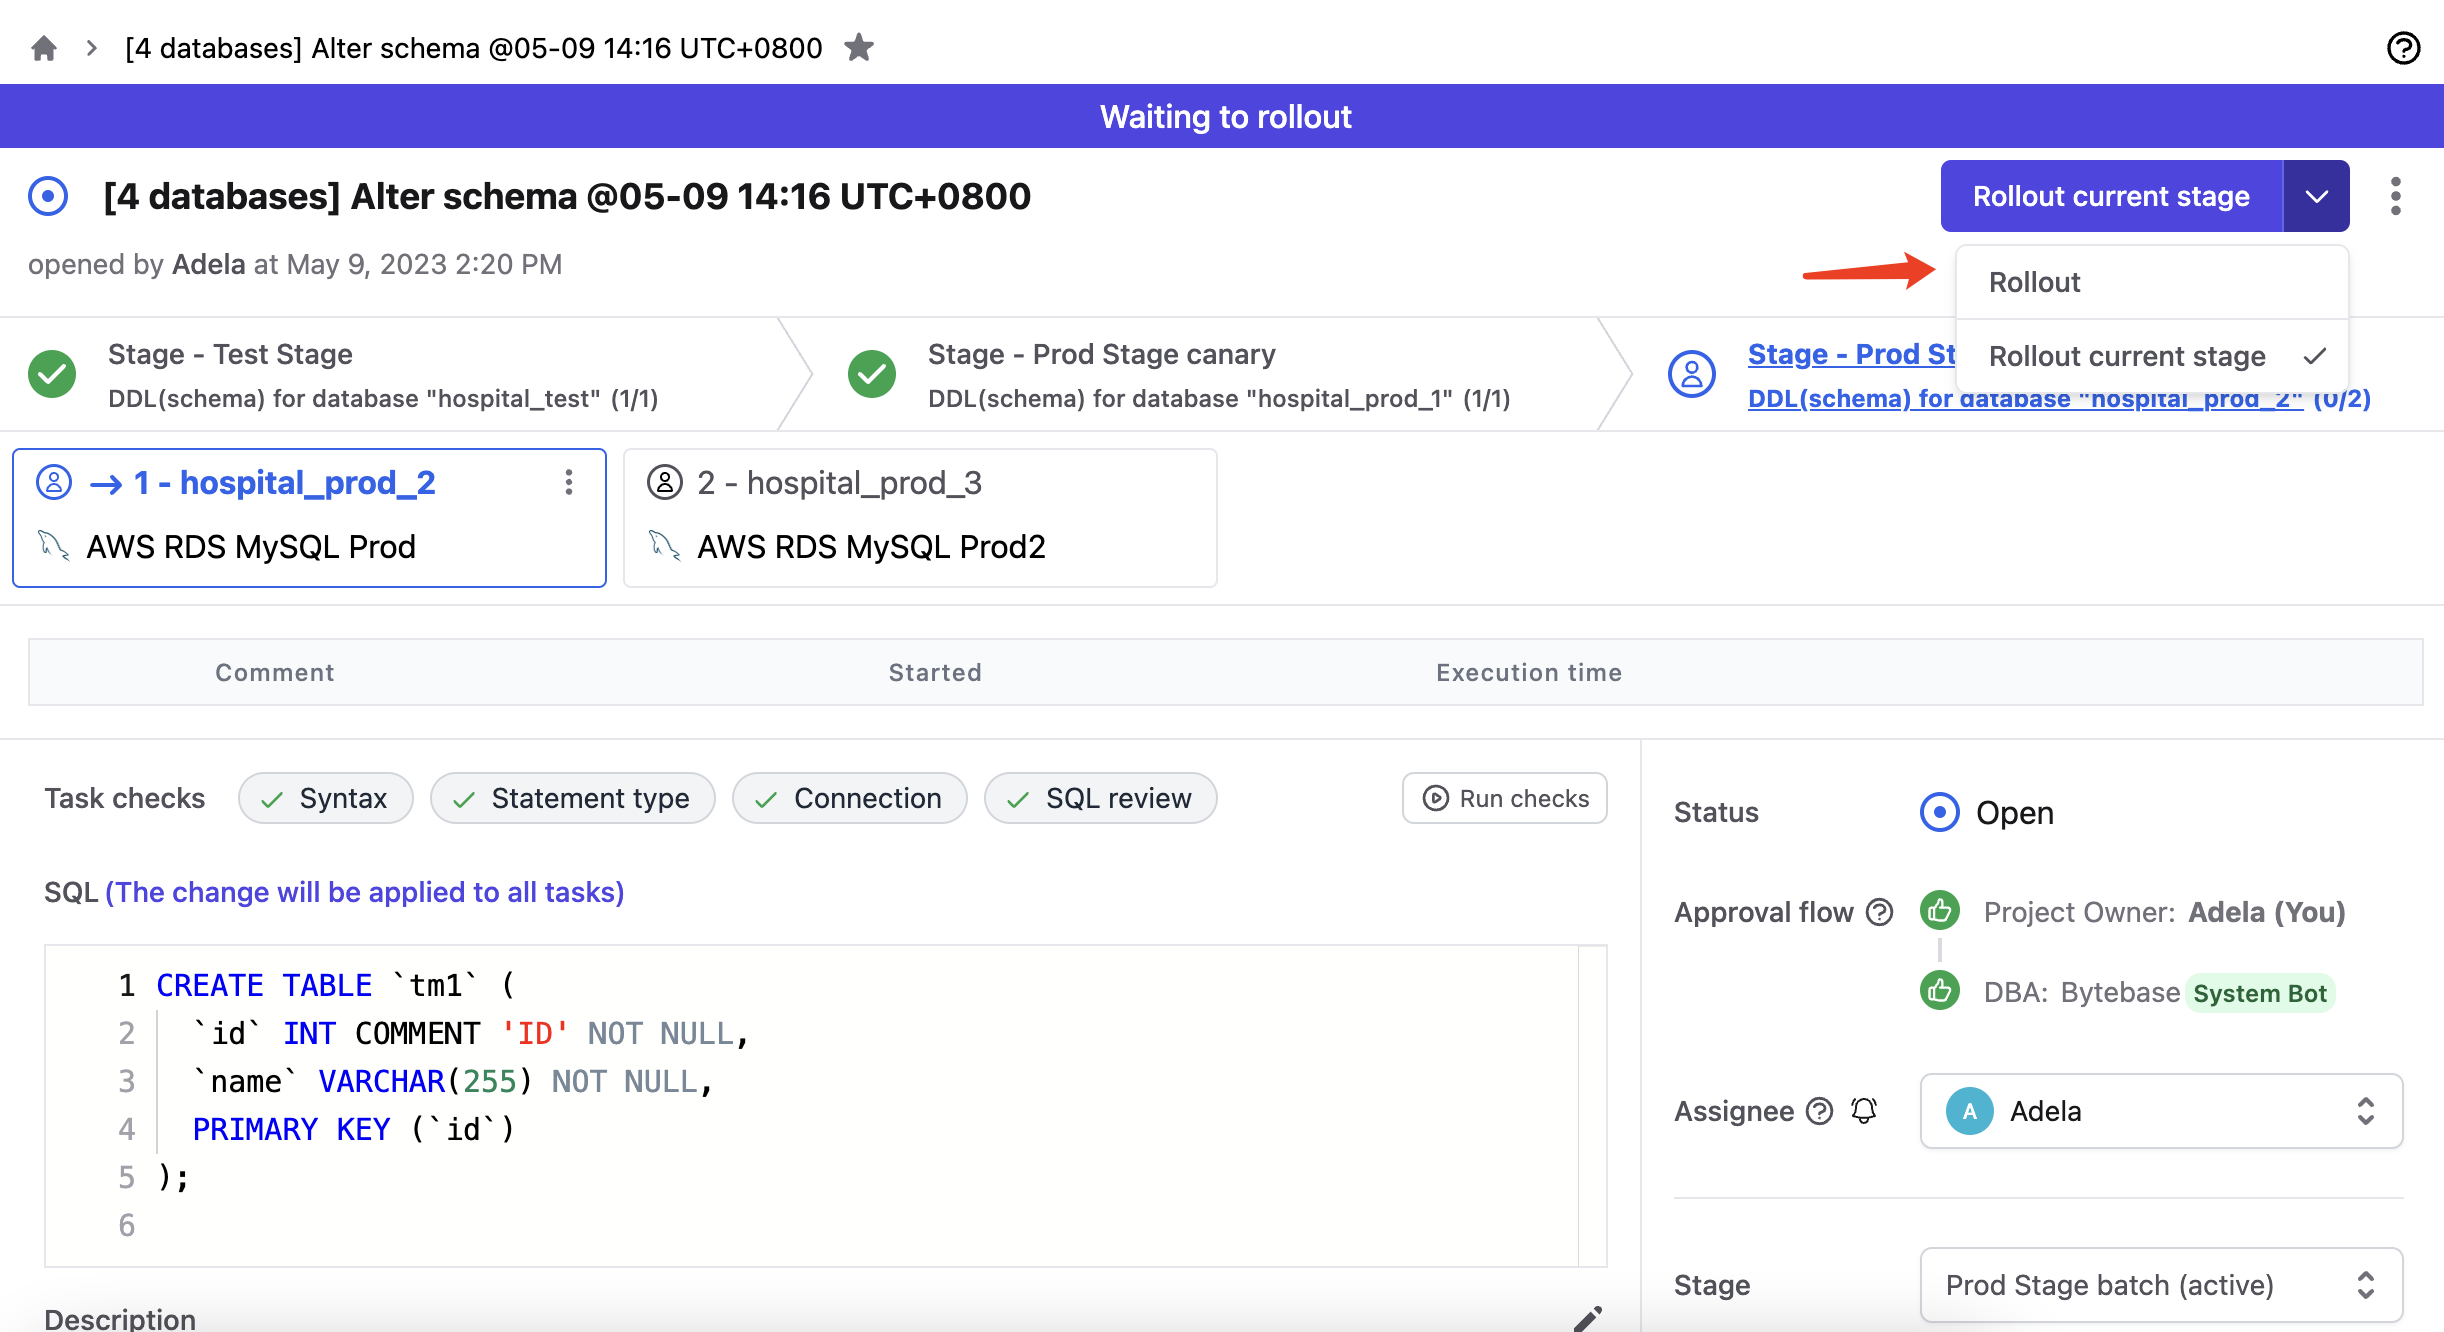 [4 databases] Alter schema @05-09 14:16 UTC+0800
Waiting to rollout
[4 databases] Alter schema @05-09 14:16 UTC+0800
Rollout current stage
opened by Adela at May 9, 2023 2:20 PM
Rollout
Rollout current stage
Stage - Test Stage
DDL(schema) for database "hospital_test" (1/1)
Stage - Prod Stage canary
DDL(schema) for database "hospital_prod_1" (1/1)
Stage - Prod St
DDL(schema) for database "hospital_prod_2" (0/2)
1 - hospital_prod_2
AWS RDS MySQL Prod
2 - hospital_prod_3
AWS RDS MySQL Prod2
Comment Started Execution time
Task checks Syntax Statement type Connection SQL review Run checks
SQL (The change will be applied to all tasks)
1 CREATE TABLE `tm1` (
2 `id` INT COMMENT 'ID' NOT NULL,
3 `name` VARCHAR(255) NOT NULL,
4 PRIMARY KEY (`id`)
5 );
6
Description
Status Open
Approval flow Project Owner: Adela (You)
DBA: Bytebase System Bot
Assignee A Adela
Stage Prod Stage batch (active)